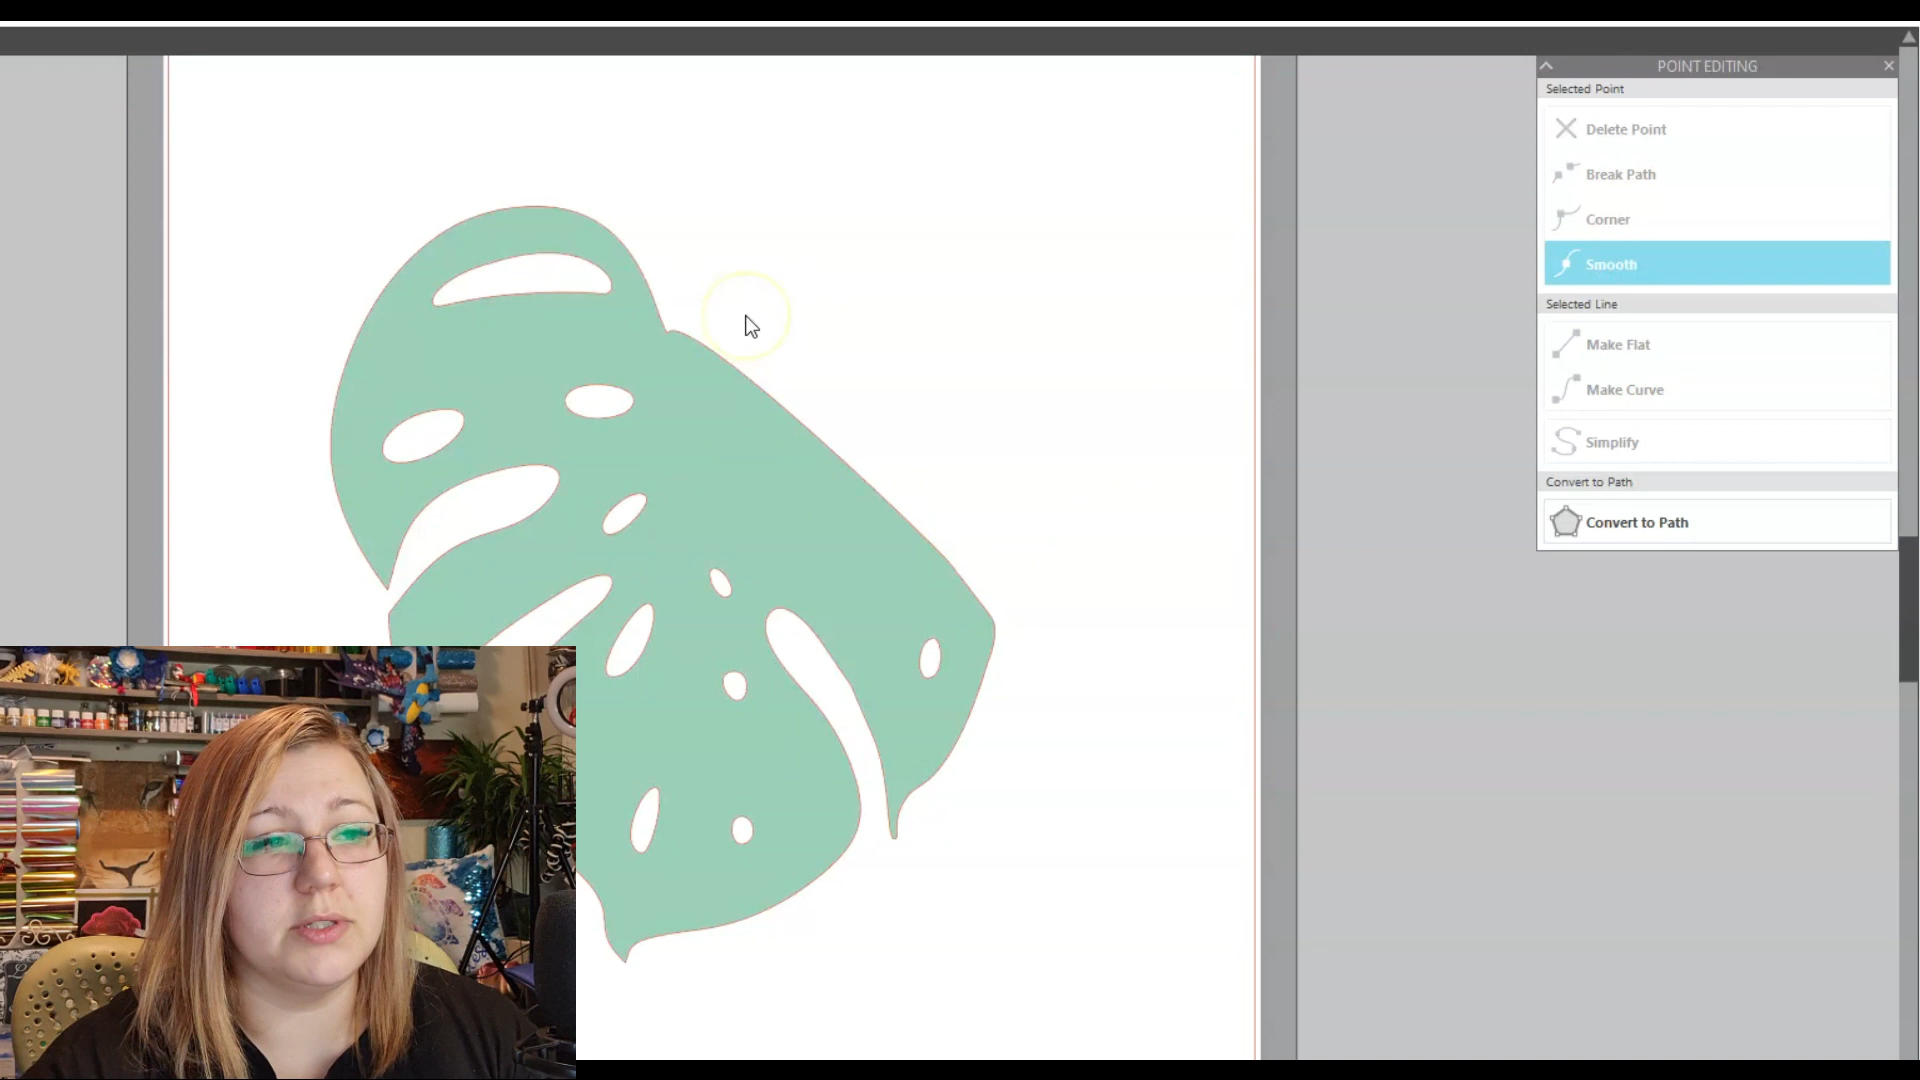 POINT EDITING
Selected Point
Delete Point
Break Path
Corner
Smooth
Selected Line
Make Flat
Make Curve
Simplify
Convert to Path
Convert to Path